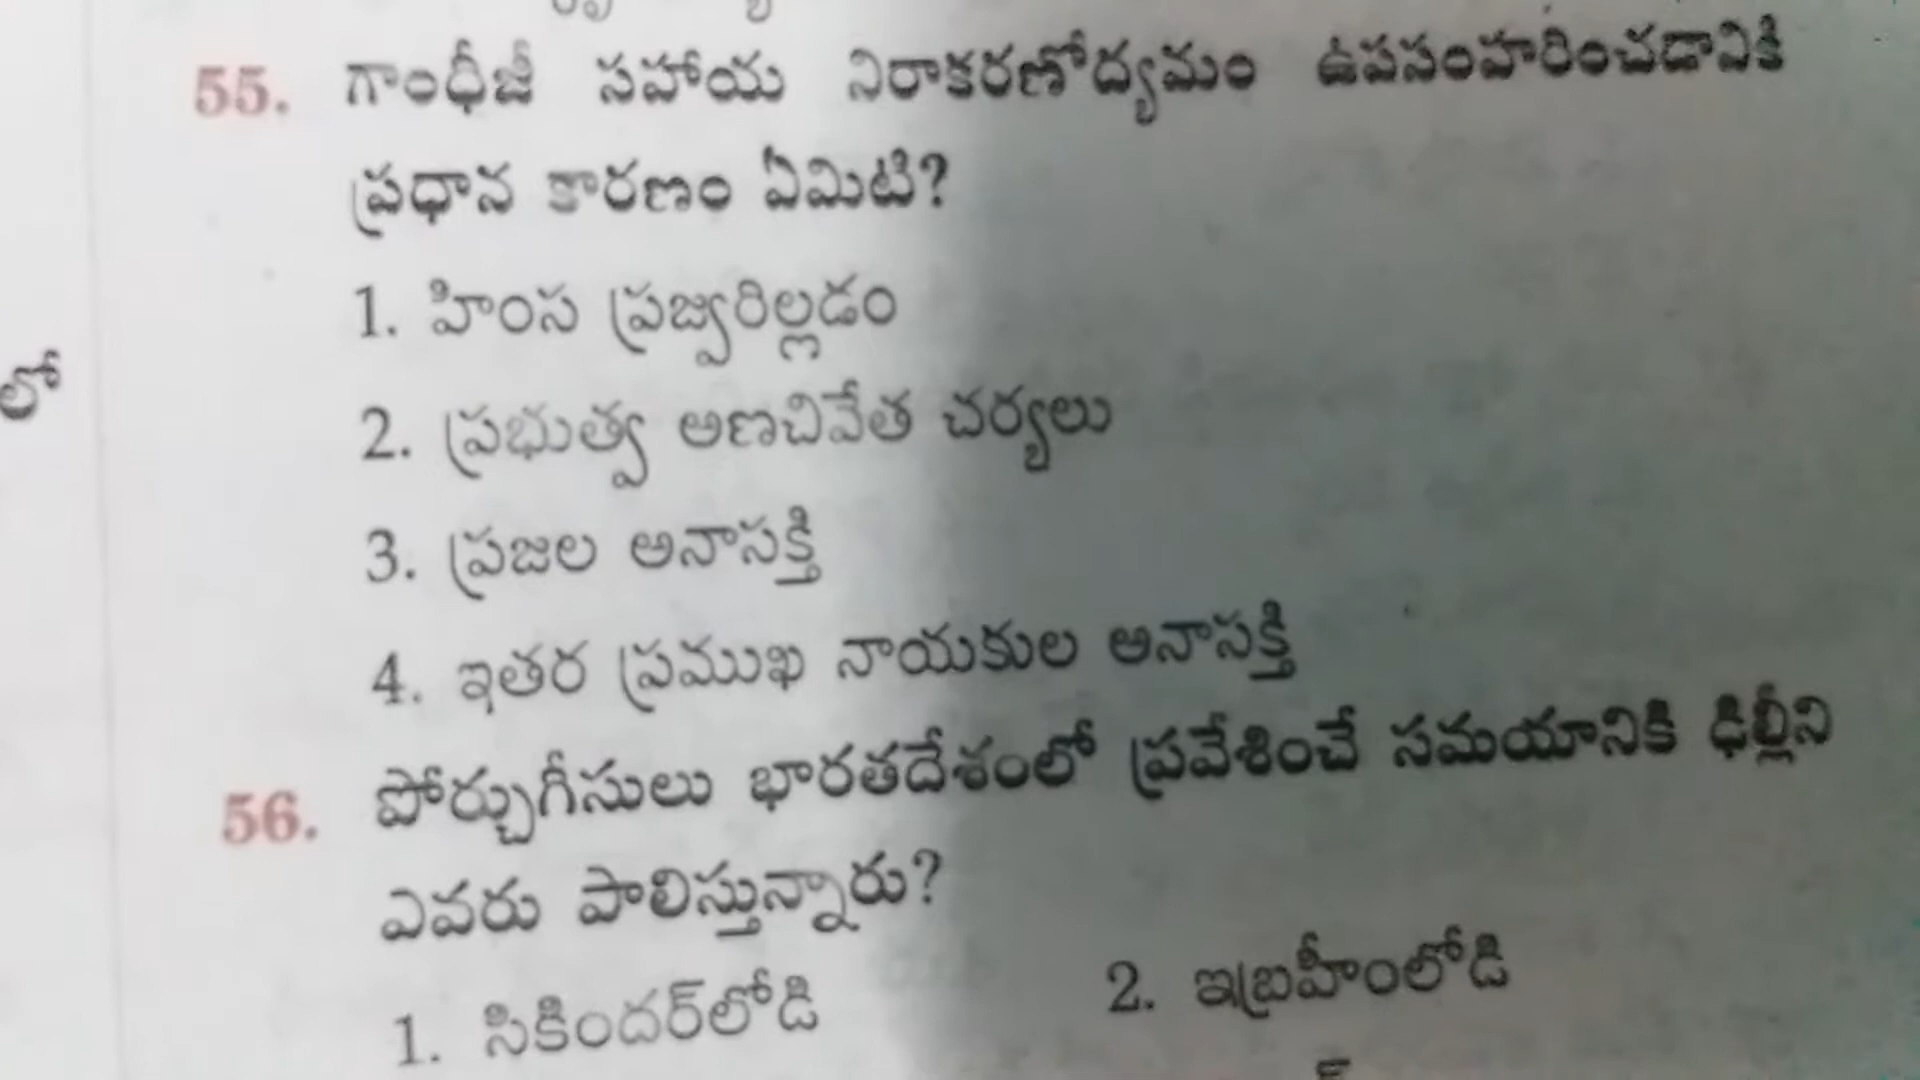 55. గాంధీజీ సహాయ నిరాకరణోద్యమం ఉపసంహరించడానికి
ప్రధాన కారణం ఏమిటి?
1. హింస ప్రజ్వరిల్లడం
2. ప్రభుత్వ అణచివేత చర్యలు
లో
3. ప్రజల అనాసక్తి
4. ఇతర ప్రముఖ నాయకుల అనాసక్తి
56. పోర్చుగీసులు భారతదేశంలో ప్రవేశించే సమయానికి ఢిల్లీని
ఎవరు పాలిస్తున్నారు?
1. సికిందర్‌లోడి 2. ఇబ్రహీంలోడి